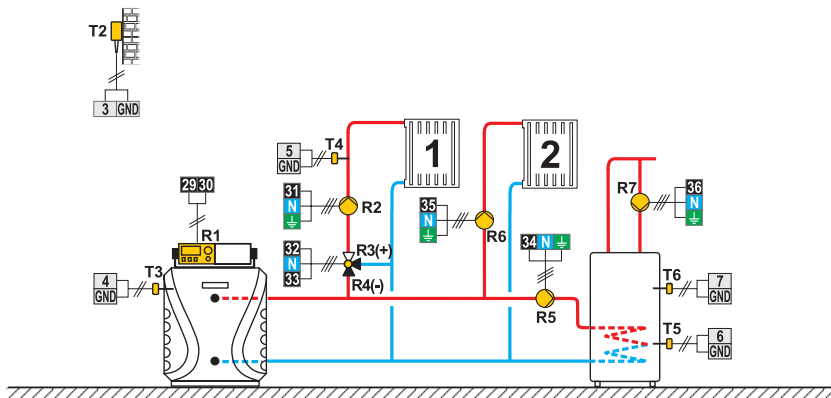 T2
3 GND
5
GND
T4
1
2
29 30
R1
31
N
R2
35
N
R6
R7
36
N
32
N
33
R3(+)
R4(-)
34 N
R5
4
GND
T3
T6
7
GND
T5
6
GND